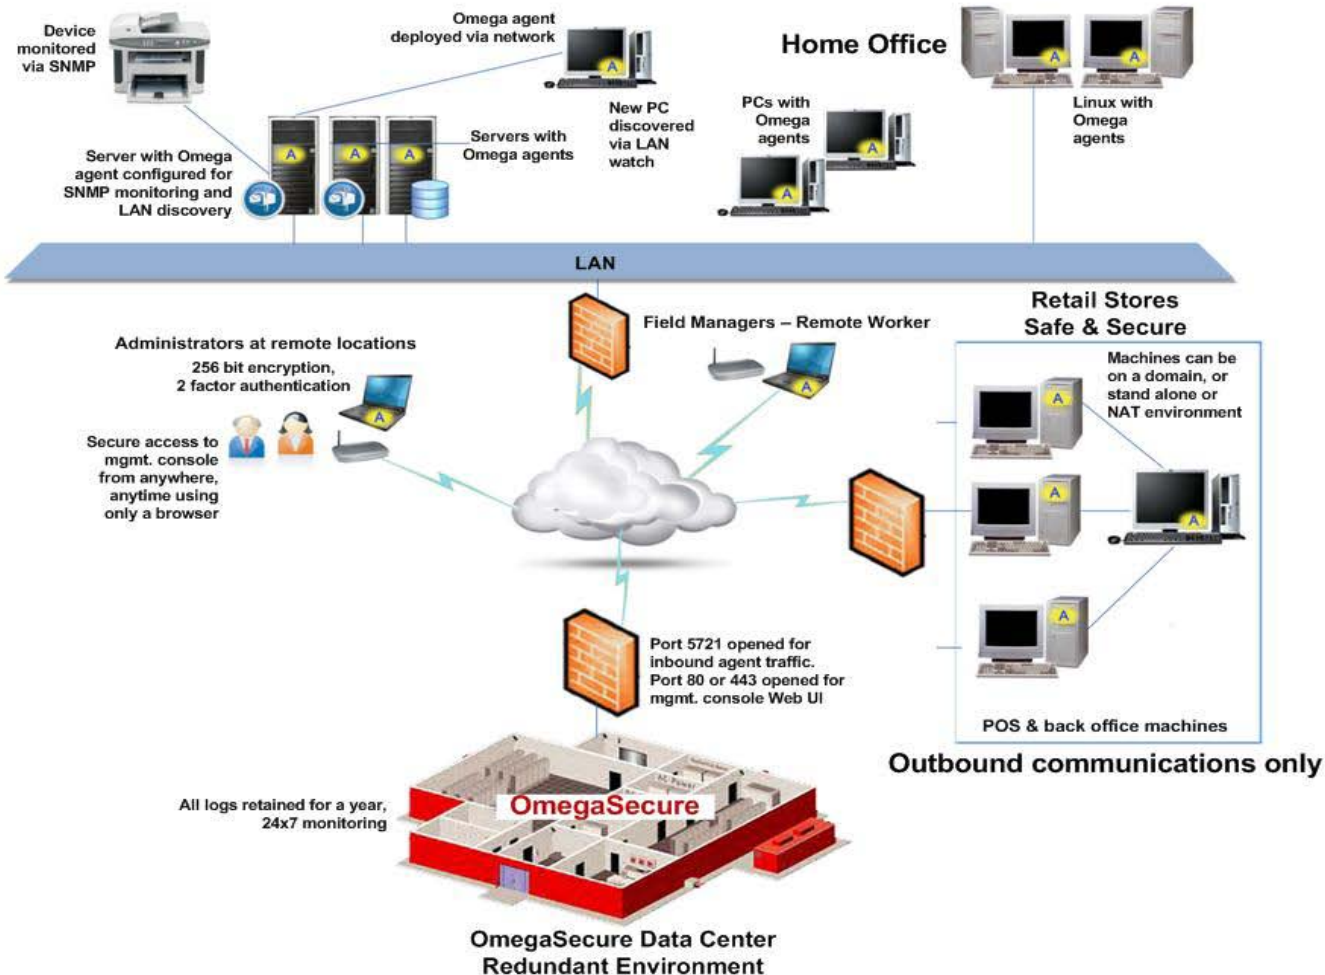 Device
monitored
via SNMP
Omega agent
deployed via network
Home Office
New PC
discovered
via LAN
watch
PCs with
Omega
agents
Linux with
Omega
agents
Servers with
Omega agents
Server with Omega
agent configured for
SNMP monitoring and
LAN discovery
A
A
A
A
A
A
A
A
LAN
Administrators at remote locations
256 bit encryption,
2 factor authentication
A
Secure access to
mgmt. console
from anywhere,
anytime using
only a browser
Field Managers – Remote Worker
A
Retail Stores
Safe & Secure
Machines can be
on a domain, or
stand alone or
NAT environment
A
A
A
A
POS & back office machines
Outbound communications only
Port 5721 opened for
inbound agent traffic.
Port 80 or 443 opened for
mgmt. console Web UI
All logs retained for a year,
24x7 monitoring
OmegaSecure
OmegaSecure Data Center
Redundant Environment